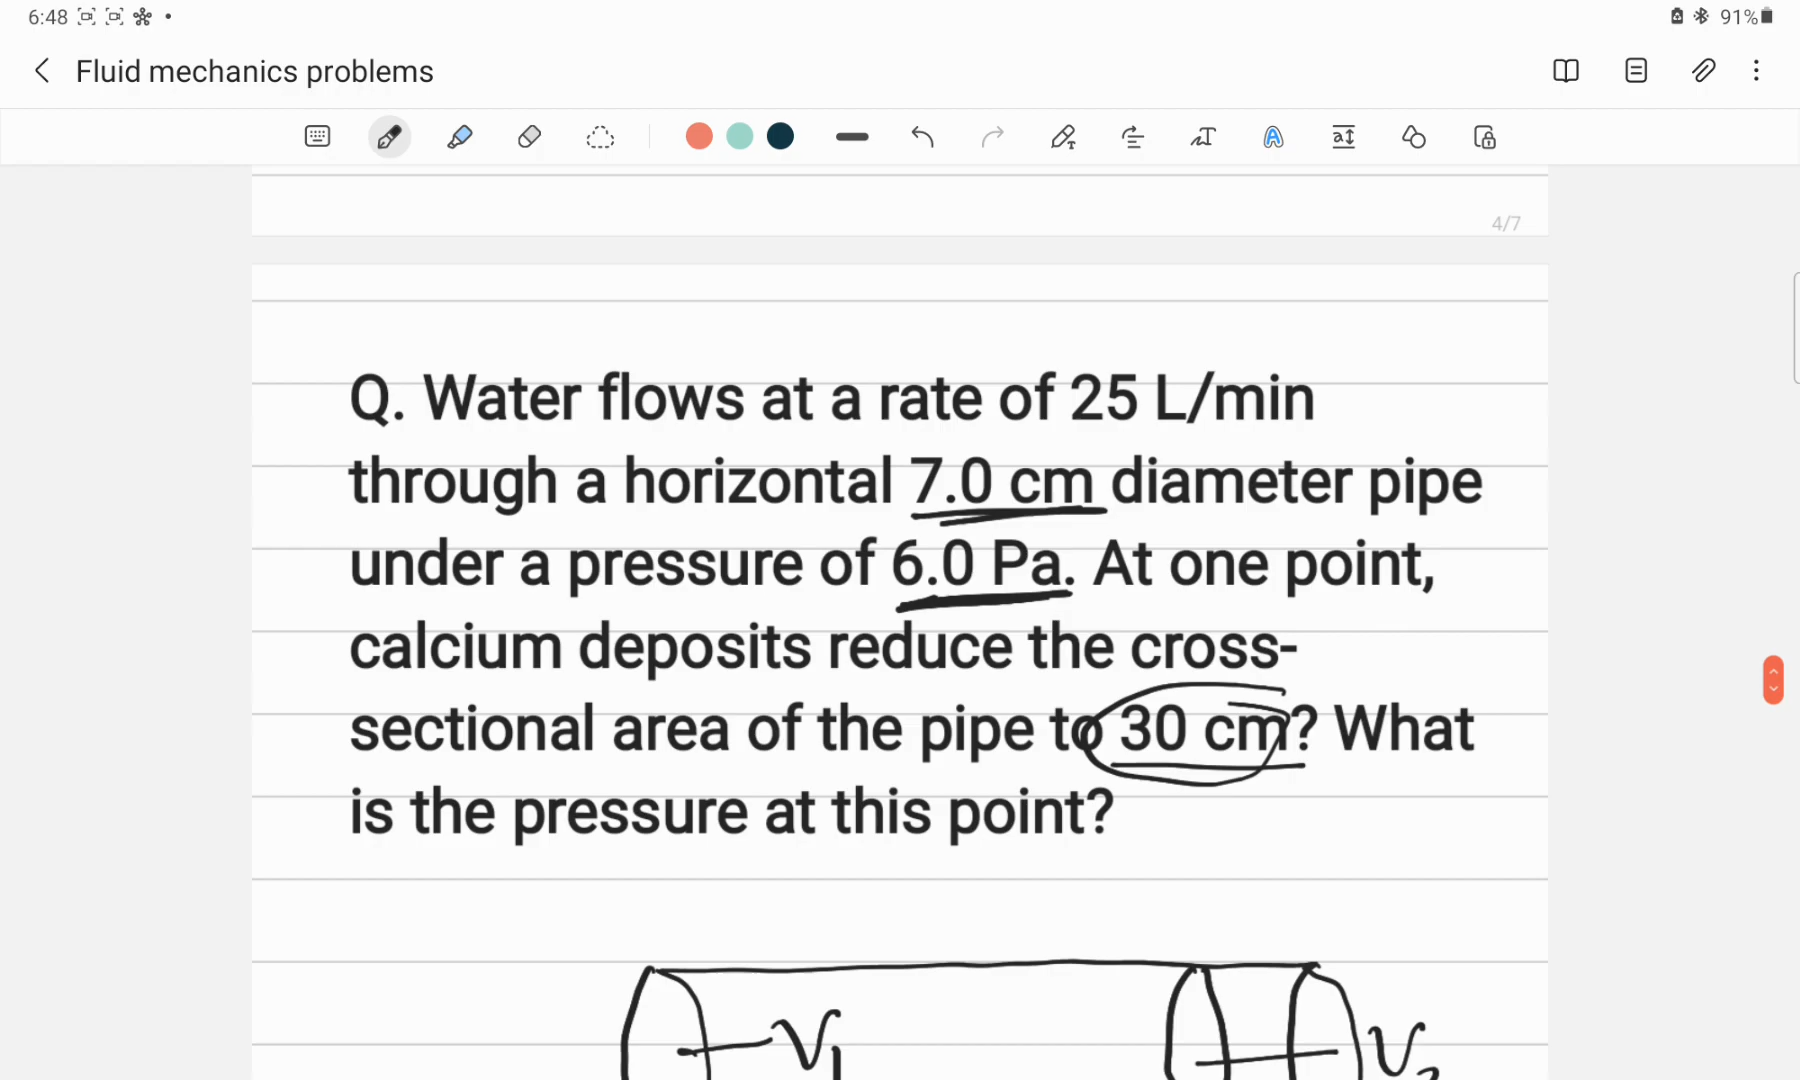 6:48
91%
Fluid mechanics problems
4/7
Q. Water flows at a rate of 25 L/min
through a horizontal 7.0 cm diameter pipe
under a pressure of 6.0 Pa. At one point,
calcium deposits reduce the cross-
sectional area of the pipe to 30 cm? What
is the pressure at this point?
V₁ V₂